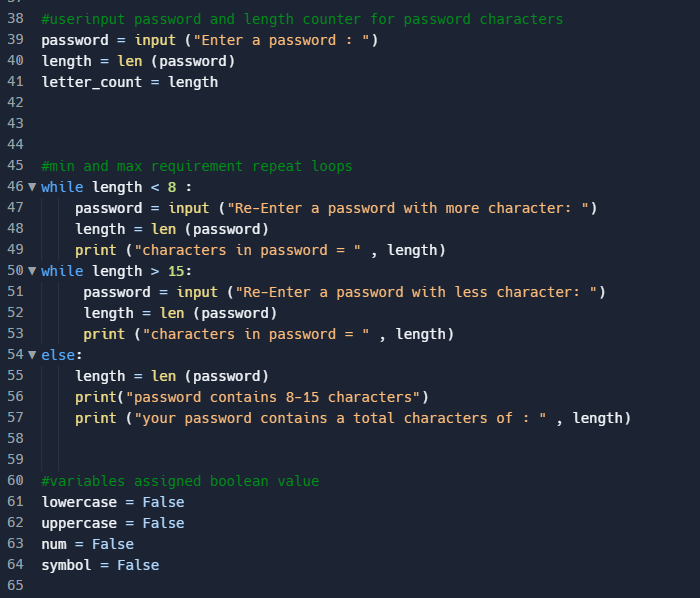 38 #userinput password and length counter for password characters
39 password = input ("Enter a password : ")
40 length = len (password)
41 letter_count = length
42
43
44
45 #min and max requirement repeat loops
46 while length < 8 :
47     password = input ("Re-Enter a password with more character: ")
48     length = len (password)
49     print ("characters in password = " , length)
50 while length > 15:
51      password = input ("Re-Enter a password with less character: ")
52      length = len (password)
53      print ("characters in password = " , length)
54 else:
55     length = len (password)
56     print("password contains 8-15 characters")
57     print ("your password contains a total characters of : " , length)
58
59
60 #variables assigned boolean value
61 lowercase = False
62 uppercase = False
63 num = False
64 symbol = False
65